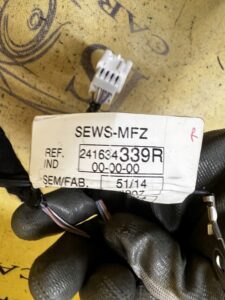 SEWS-MFZ
REF. 241634339R
IND 00-00-00
SEM/FAB. 51/14